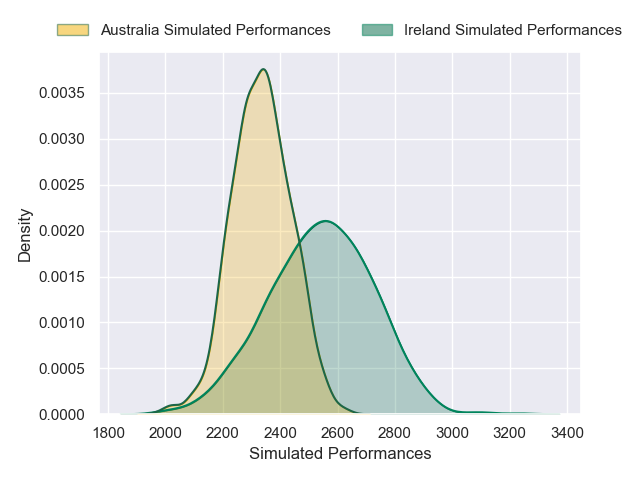 Australia Simulated Performances
Ireland Simulated Performances
0.0035
0.0030
0.0025
0.0020
0.0015
0.0010
0.0005
0.0000
Density
1800 2000 2200 2400 2600 2800 3000 3200 3400
Simulated Performances